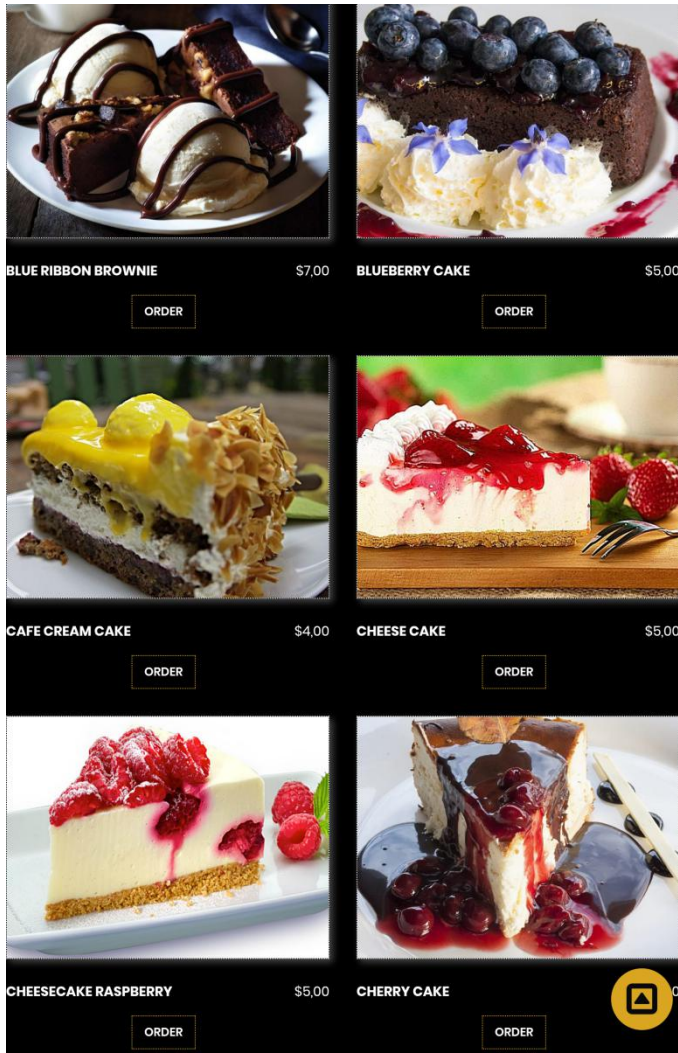 BLUE RIBBON BROWNIE $7,00
BLUEBERRY CAKE $5,00
ORDER
ORDER
CAFE CREAM CAKE $4,00
CHEESE CAKE $5,00
ORDER
ORDER
CHEESECAKE RASPBERRY $5,00
CHERRY CAKE
ORDER
ORDER